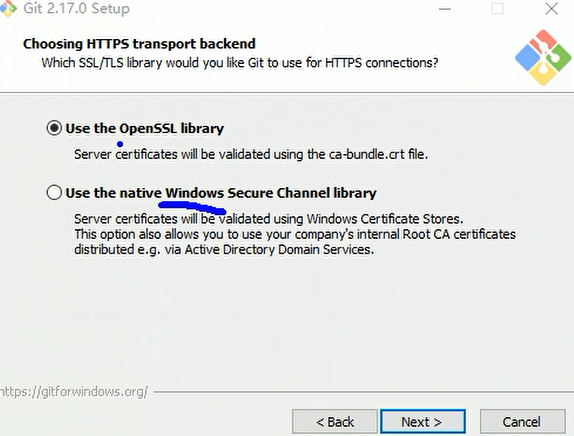 Git 2.17.0 Setup
Choosing HTTPS transport backend
Which SSL/TLS library would you like Git to use for HTTPS connections?
Use the OpenSSL library
Server certificates will be validated using the ca-bundle.crt file.
Use the native Windows Secure Channel library
Server certificates will be validated using Windows Certificate Stores.
This option also allows you to use your company's internal Root CA certificates
distributed e.g. via Active Directory Domain Services.
https://gitforwindows.org/
< Back
Next >
Cancel